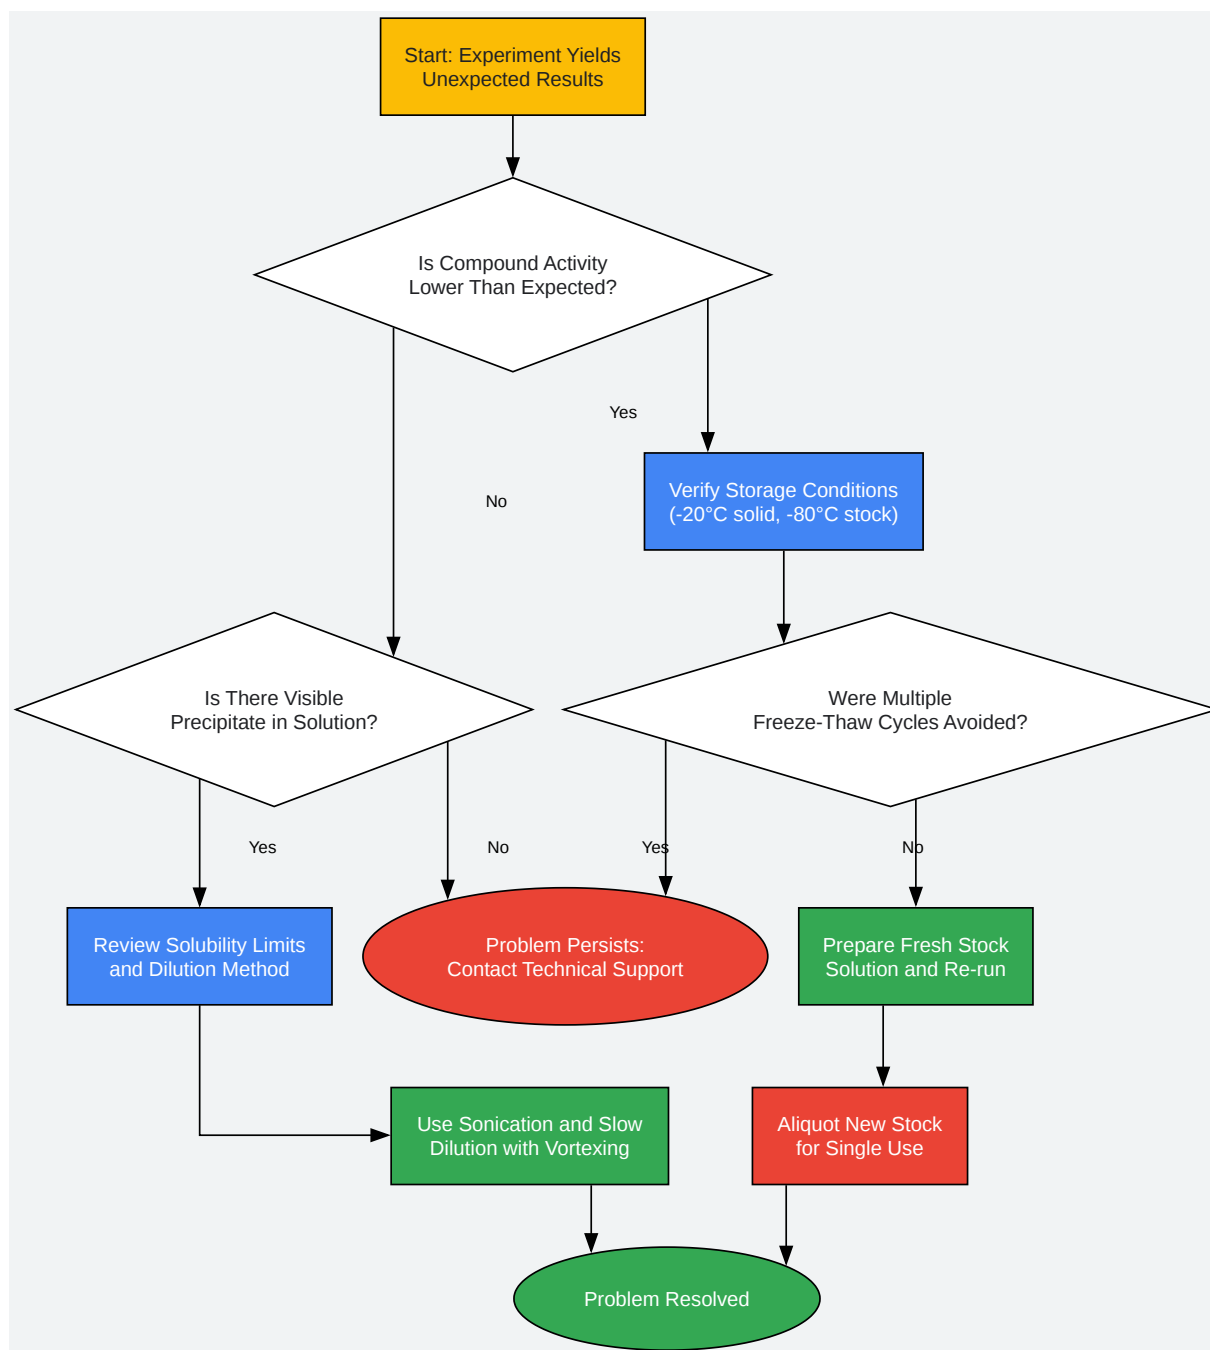 Start: Experiment Yields
Unexpected Results
Is Compound Activity
Lower Than Expected?
Yes
No
Verify Storage Conditions
(-20°C solid, -80°C stock)
Is There Visible
Precipitate in Solution?
Were Multiple
Freeze-Thaw Cycles Avoided?
Yes
No
Yes
No
Review Solubility Limits
and Dilution Method
Problem Persists:
Contact Technical Support
Prepare Fresh Stock
Solution and Re-run
Use Sonication and Slow
Dilution with Vortexing
Aliquot New Stock
for Single Use
Problem Resolved